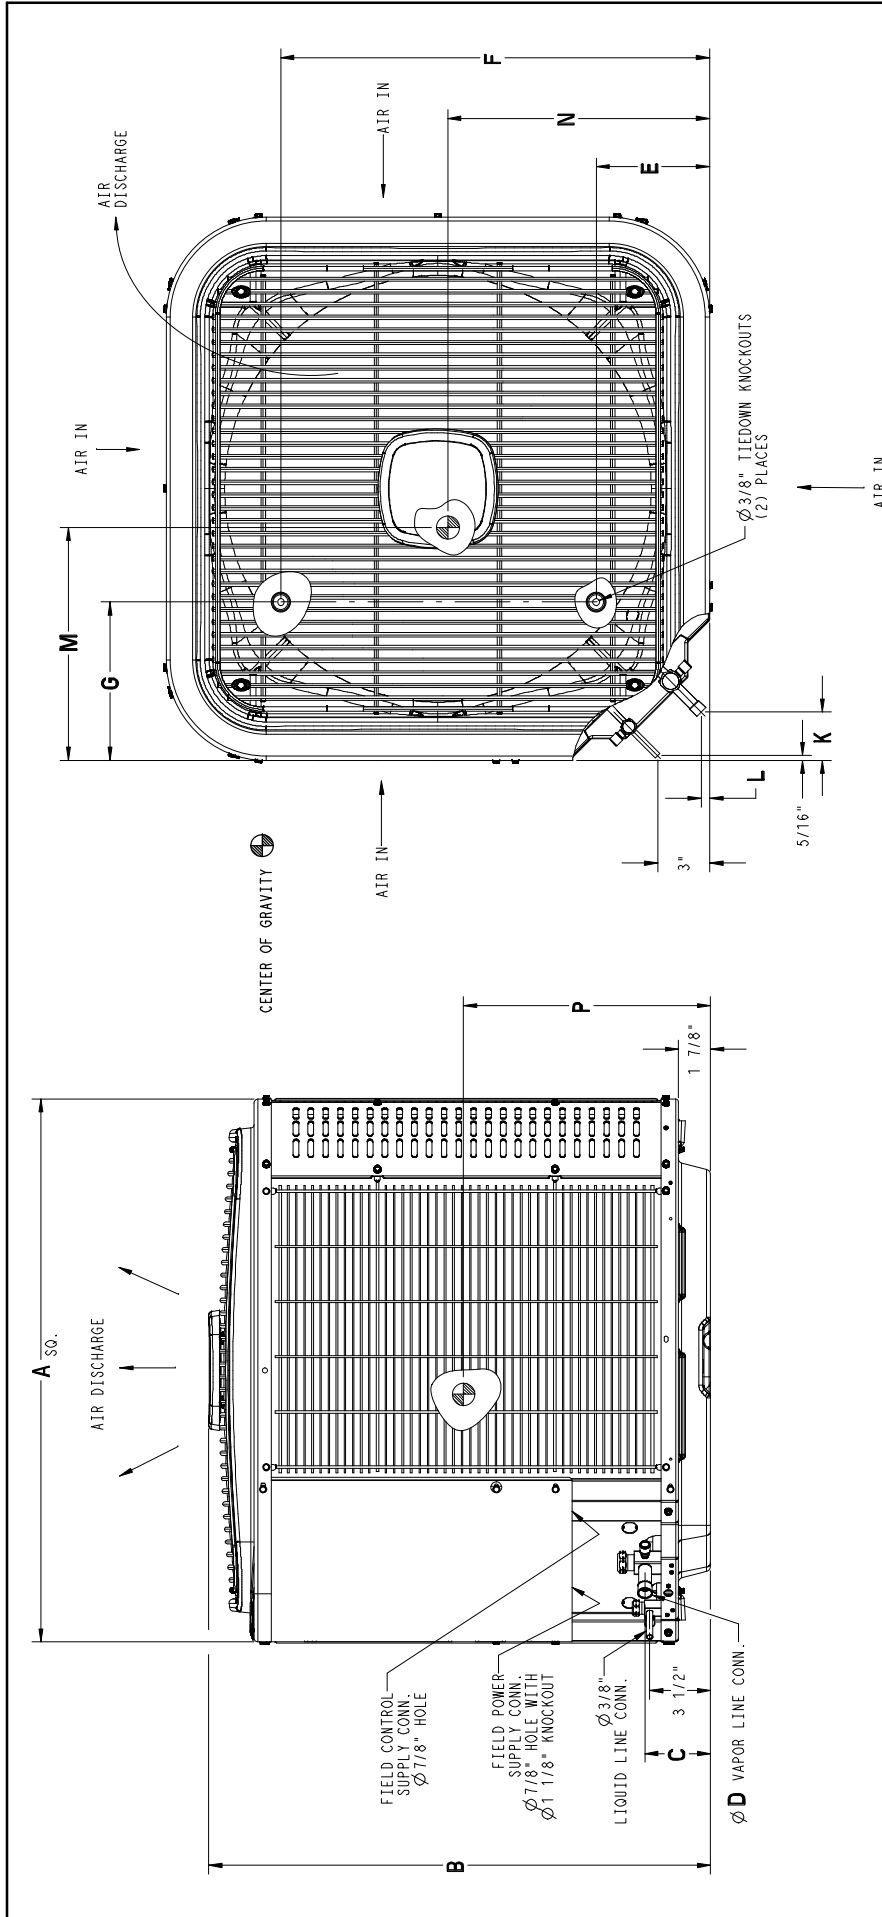 AIR
DISCHARGE
AIR IN
F
N
E
AIR IN
M
G
Ø3/8" TIEDOWN KNOCKOUTS
(2) PLACES
AIR IN
K
L
5/16"
3"
AIR IN
CENTER OF GRAVITY
P
1 7/8"
A SQ.
AIR DISCHARGE
FIELD CONTROL
SUPPLY CONN.
Ø7/8" HOLE
FIELD POWER
SUPPLY CONN.
Ø7/8" HOLE WITH
Ø1 1/8" KNOCKOUT
Ø3/8"
LIQUID LINE CONN.
3 1/2"
C
ØD VAPOR LINE CONN.
B